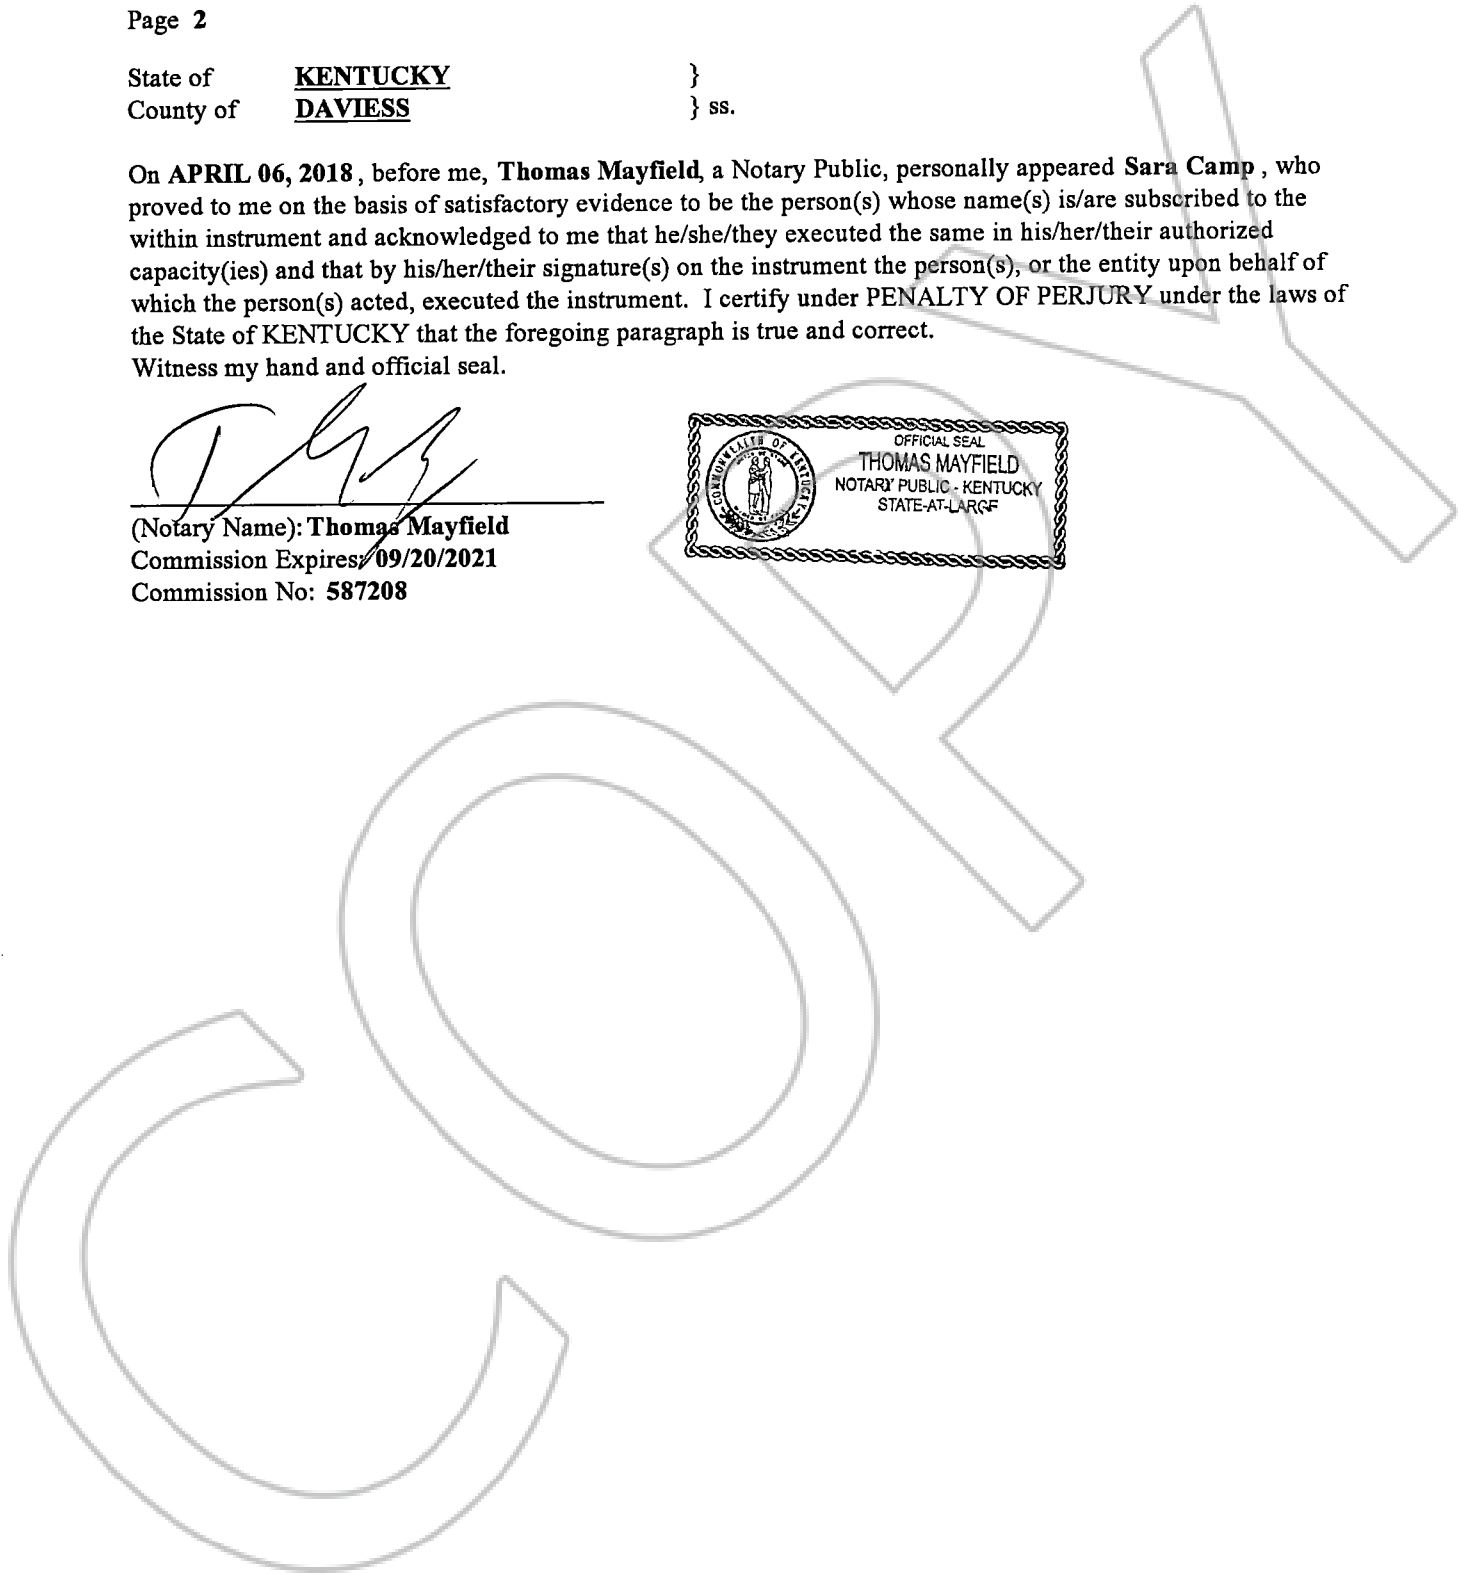 Page 2
State of KENTUCKY }
County of DAVIESS } ss.
On APRIL 06, 2018, before me, Thomas Mayfield, a Notary Public, personally appeared Sara Camp, who
proved to me on the basis of satisfactory evidence to be the person(s) whose name(s) is/are subscribed to the
within instrument and acknowledged to me that he/she/they executed the same in his/her/their authorized
capacity(ies) and that by his/her/their signature(s) on the instrument the person(s), or the entity upon behalf of
which the person(s) acted, executed the instrument. I certify under PENALTY OF PERJURY under the laws of
the State of KENTUCKY that the foregoing paragraph is true and correct.
Witness my hand and official seal.
COMMONWEALTH OF KENTUCKY
OFFICIAL SEAL
THOMAS MAYFIELD
NOTARY PUBLIC - KENTUCKY
STATE-AT-LARGE
(Notary Name): Thomas Mayfield
Commission Expires: 09/20/2021
Commission No: 587208
COPY